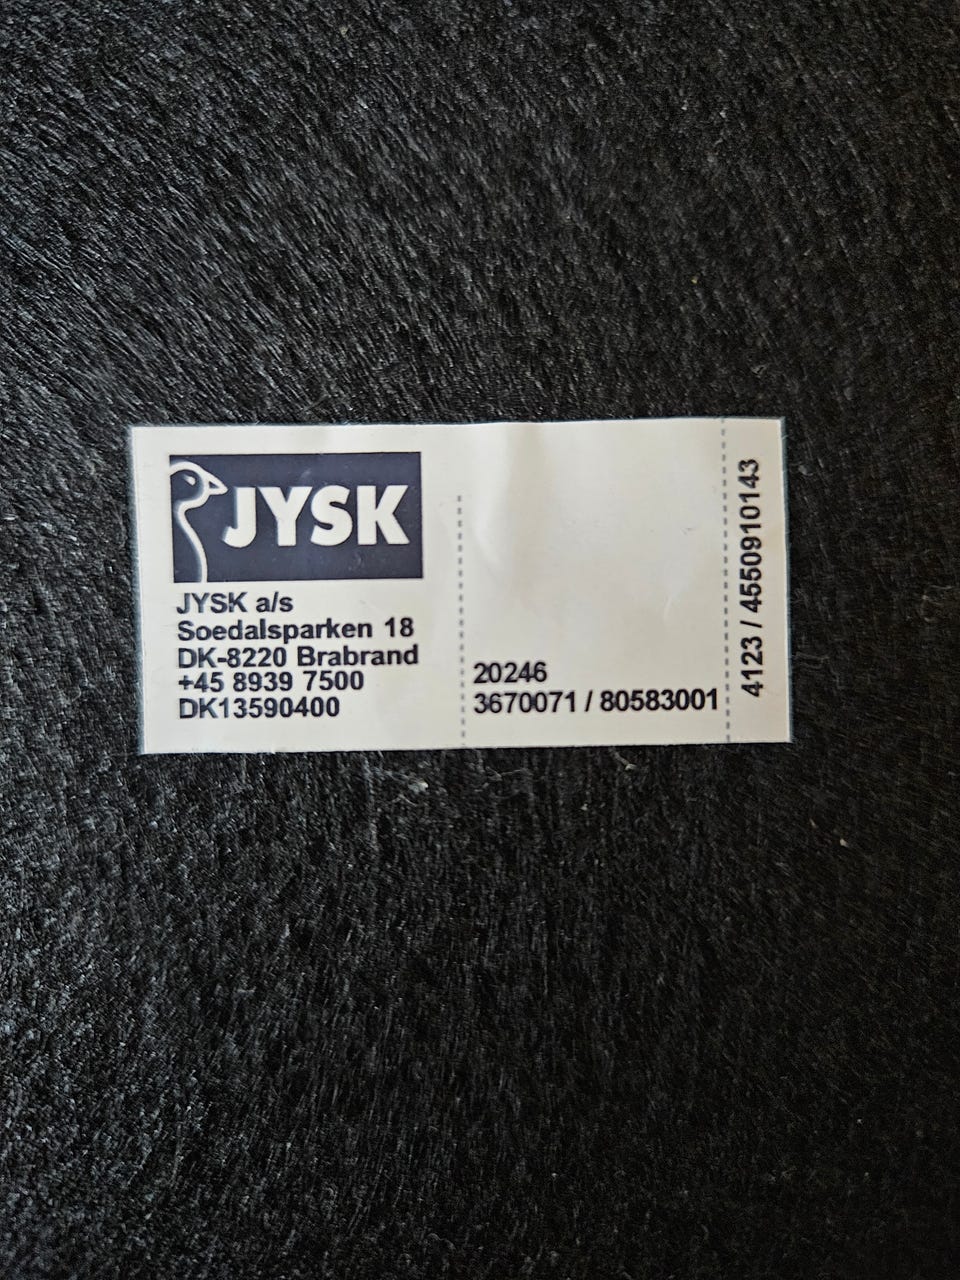 JYSK
JYSK a/s
Soedalsparken 18
DK-8220 Brabrand
+45 8939 7500
DK13590400
20246
3670071 / 80583001
4123 / 4550910143